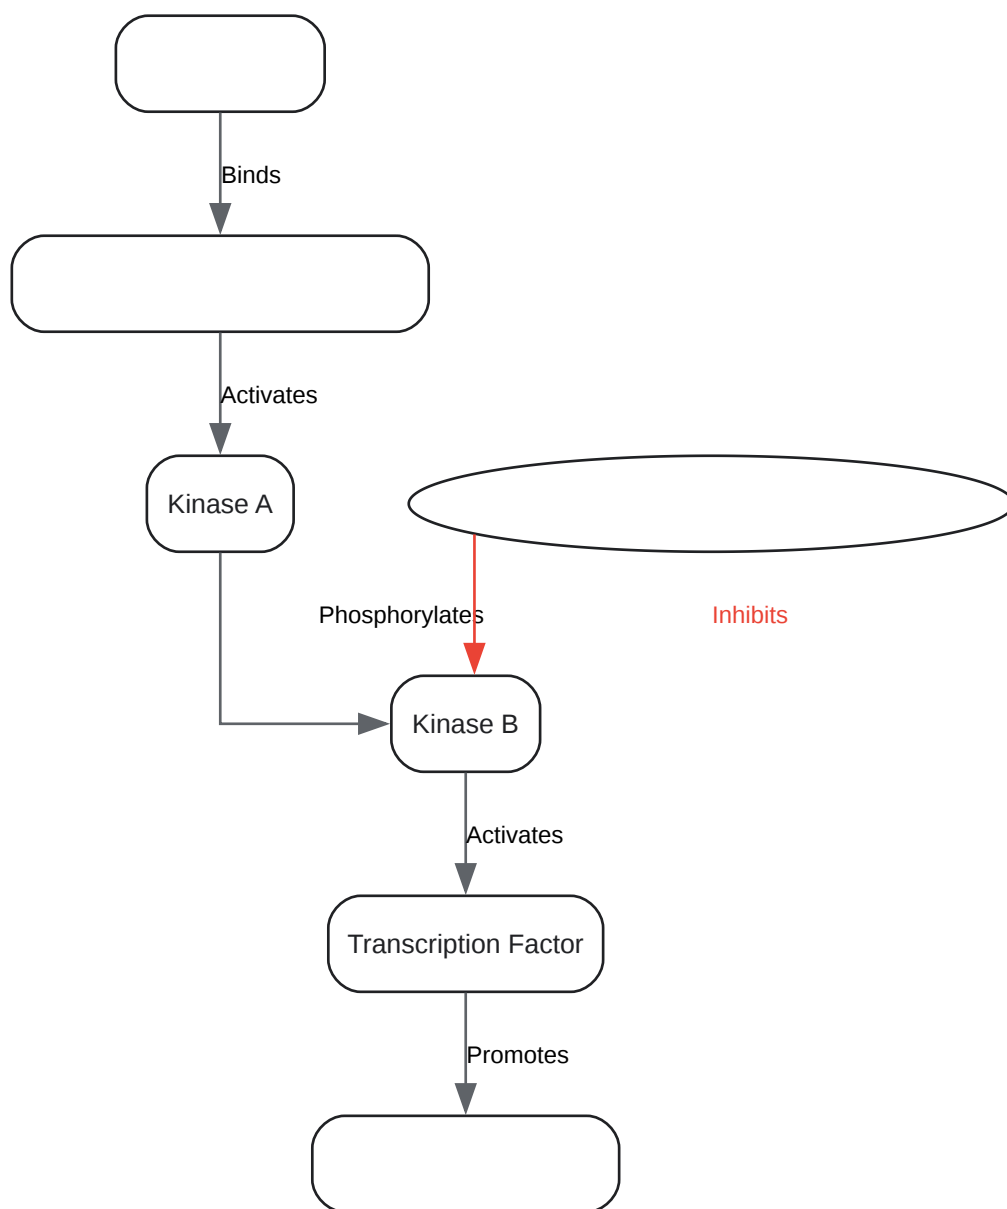 Binds
Activates
Kinase A
Phosphorylates
Inhibits
Kinase B
Activates
Transcription Factor
Promotes